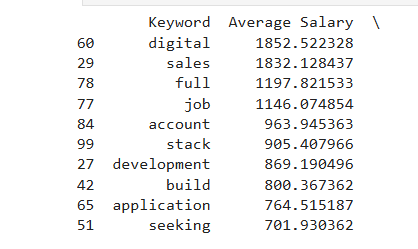 Keyword Average Salary \
60 digital 1852.522328
29 sales 1832.128437
78 full 1197.821533
77 job 1146.074854
84 account 963.945363
99 stack 905.407966
27 development 869.190496
42 build 800.367362
65 application 764.515187
51 seeking 701.930362